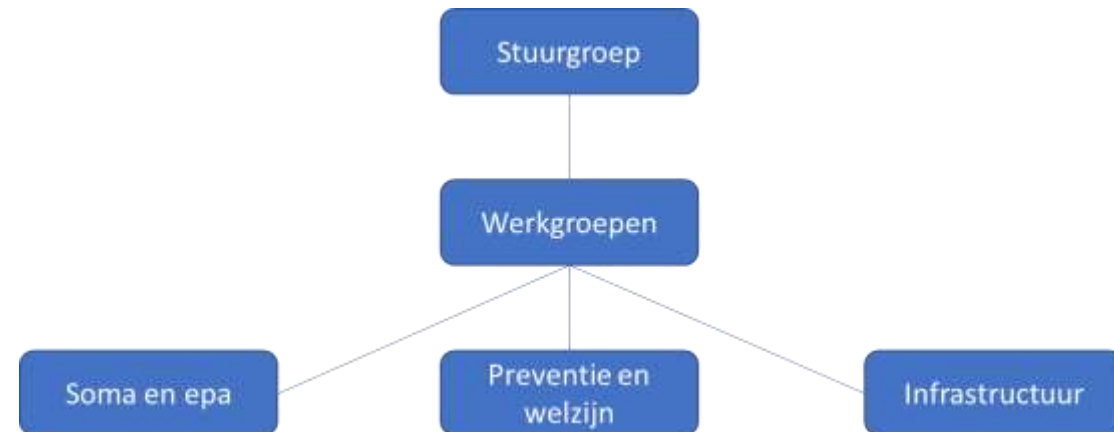 Stuurgroep
Werkgroepen
Soma en epa
Preventie en
welzijn
Infrastructuur